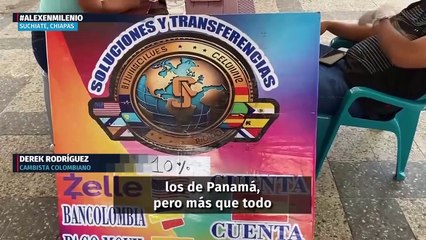 #ALEXENMILENIO
SUCHIATE, CHIAPAS
SOLUCIONES Y TRANSFERENCIAS
DEREK RODRÍGUEZ
CAMBISTA COLOMBIANO
10%
los de Panamá,
pero más que todo
Zelle
CUENTA
BANCOLOMBIA
CUENTA